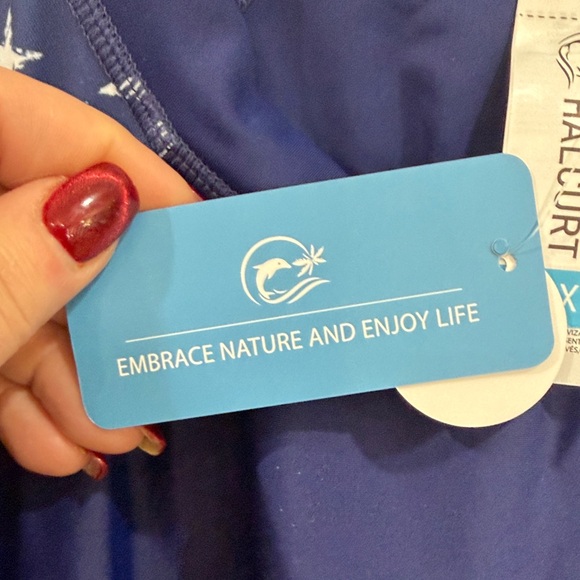 EMBRACE NATURE AND ENJOY LIFE
HALCURT
X